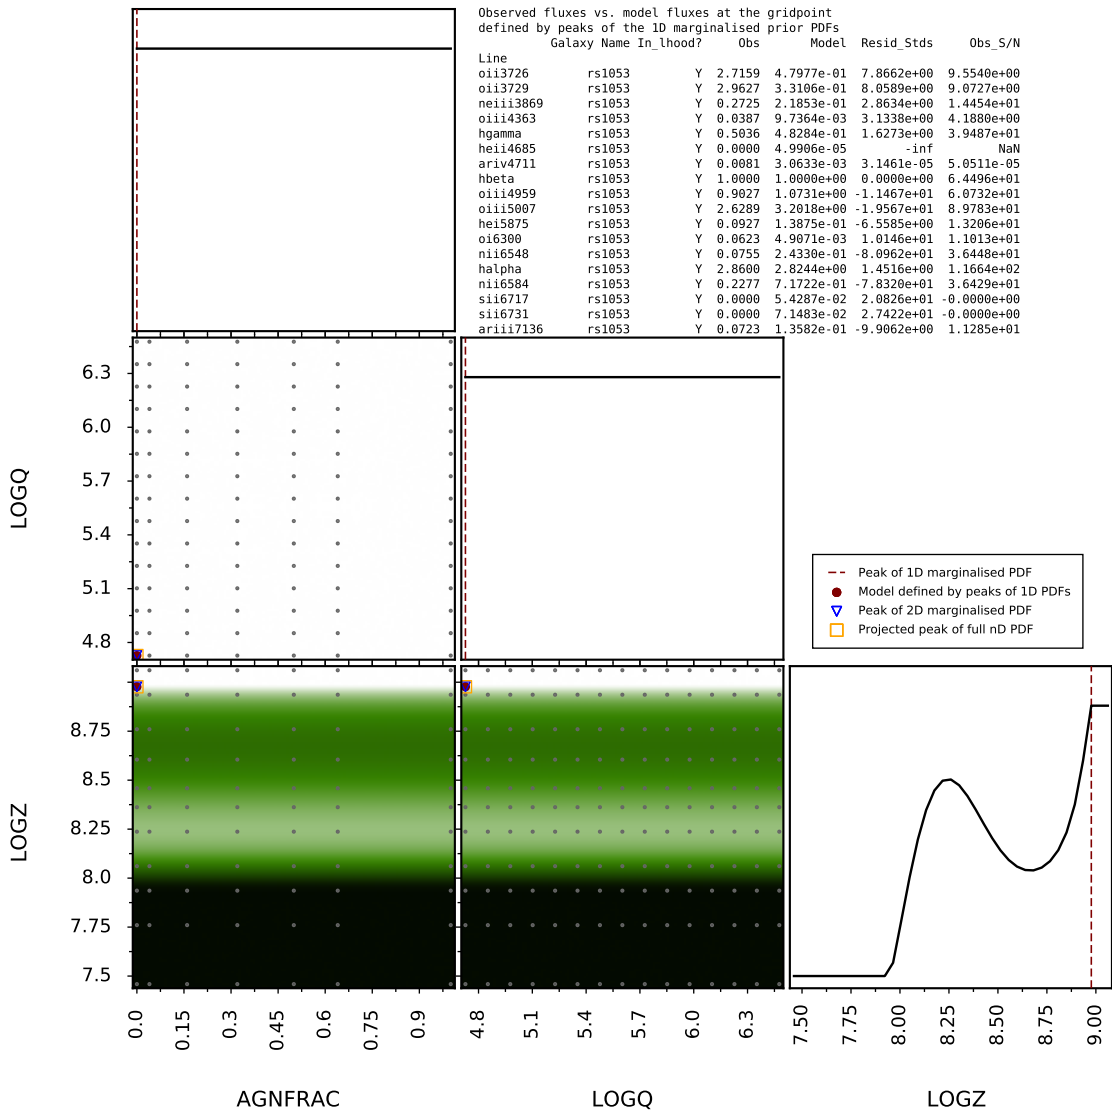 Observed fluxes vs. model fluxes at the gridpoint
defined by peaks of the 1D marginalised prior PDFs
Galaxy Name In_lhood? Obs Model Resid_Stds Obs_S/N
Line
oii3726 rs1053 Y 2.7159 4.7977e-01 7.8662e+00 9.5540e+00
oii3729 rs1053 Y 2.9627 3.3106e-01 8.0589e+00 9.0727e+00
neiii3869 rs1053 Y 0.2725 2.1853e-01 2.8634e+00 1.4454e+01
oiii4363 rs1053 Y 0.0387 9.7364e-03 3.1338e+00 4.1880e+00
hgamma rs1053 Y 0.5036 4.8284e-01 1.6273e+00 3.9487e+01
heii4685 rs1053 Y 0.0000 4.9906e-05 -inf NaN
ariv4711 rs1053 Y 0.0081 3.0633e-03 3.1461e-05 5.0511e-05
hbeta rs1053 Y 1.0000 1.0000e+00 0.0000e+00 6.4496e+01
oiii4959 rs1053 Y 0.9027 1.0731e+00 -1.1467e+01 6.0732e+01
oiii5007 rs1053 Y 2.6289 3.2018e+00 -1.9567e+01 8.9783e+01
hei5875 rs1053 Y 0.0927 1.3875e-01 -6.5585e+00 1.3206e+01
oi6300 rs1053 Y 0.0623 4.9071e-03 1.0146e+01 1.1013e+01
nii6548 rs1053 Y 0.0755 2.4330e-01 -8.0962e+01 3.6448e+01
halpha rs1053 Y 2.8600 2.8244e+00 1.4516e+00 1.1664e+02
nii6584 rs1053 Y 0.2277 7.1722e-01 -7.8320e+01 3.6429e+01
sii6717 rs1053 Y 0.0000 5.4287e-02 2.0826e+01 -0.0000e+00
sii6731 rs1053 Y 0.0000 7.1483e-02 2.7422e+01 -0.0000e+00
ariii7136 rs1053 Y 0.0723 1.3582e-01 -9.9062e+00 1.1285e+01
6.3
6.0
5.7
5.4
5.1
4.8
LOGQ
Peak of 1D marginalised PDF
Model defined by peaks of 1D PDFs
Peak of 2D marginalised PDF
Projected peak of full nD PDF
8.75
8.5
8.25
8.0
7.75
7.5
LOGZ
0.0 0.15 0.3 0.45 0.6 0.75 0.9
4.8 5.1 5.4 5.7 6.0 6.3
7.50 7.75 8.00 8.25 8.50 8.75 9.00
AGNFRAC LOGQ LOGZ